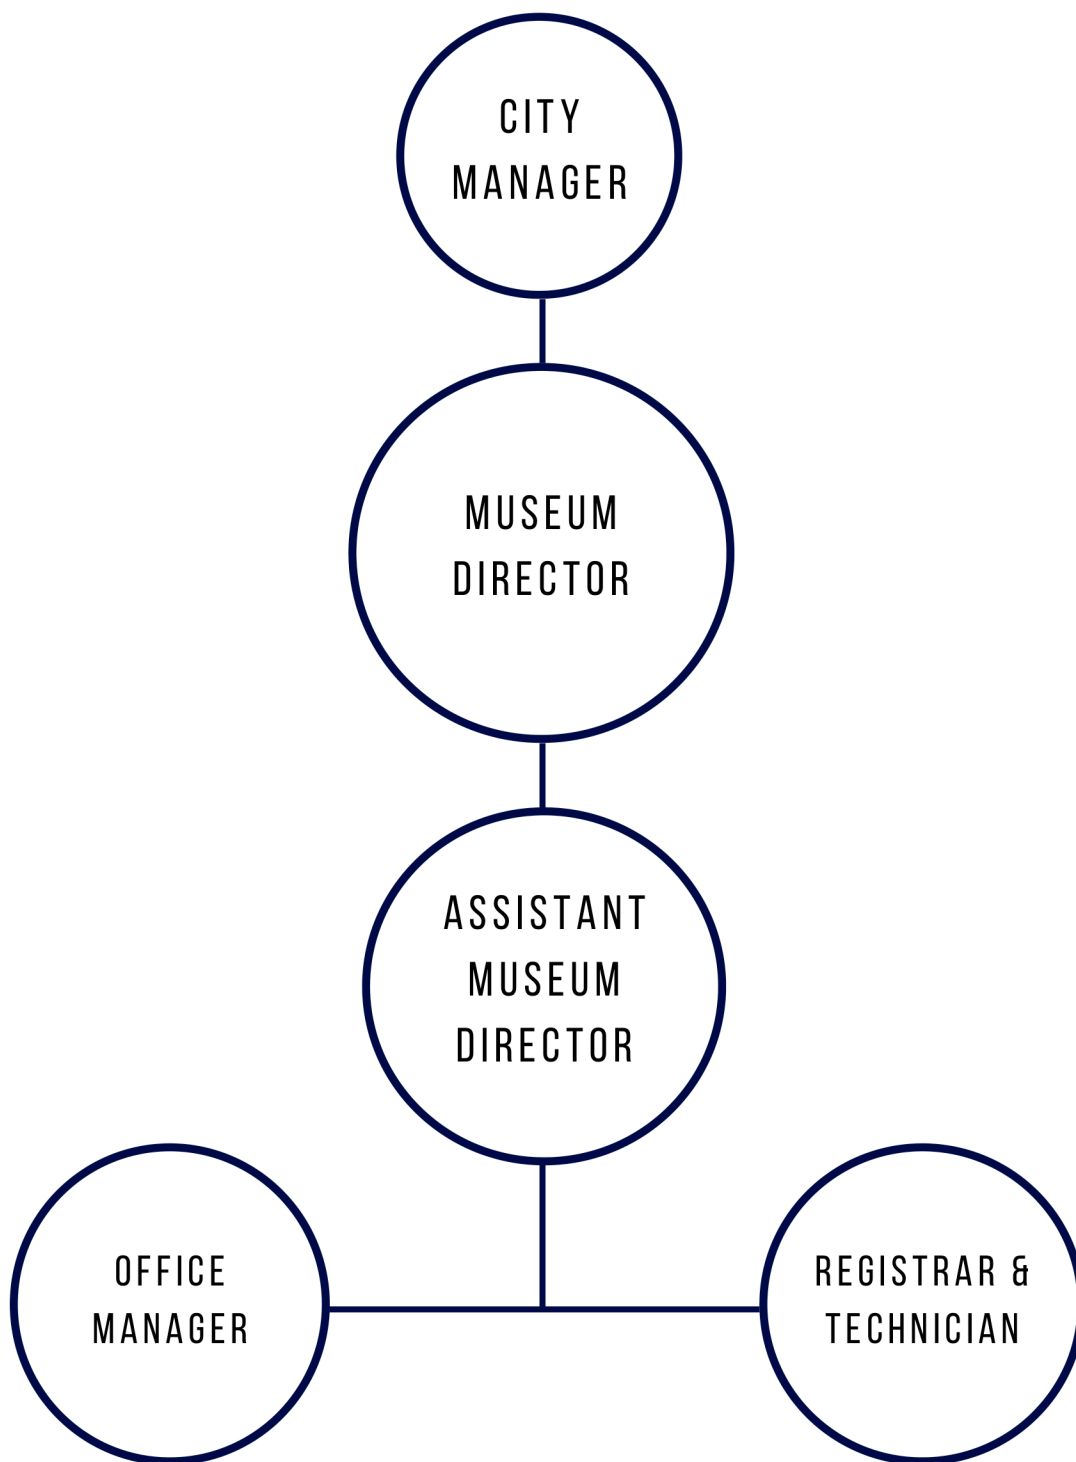 CITY
MANAGER
MUSEUM
DIRECTOR
ASSISTANT
MUSEUM
DIRECTOR
OFFICE
MANAGER
REGISTRAR &
TECHNICIAN